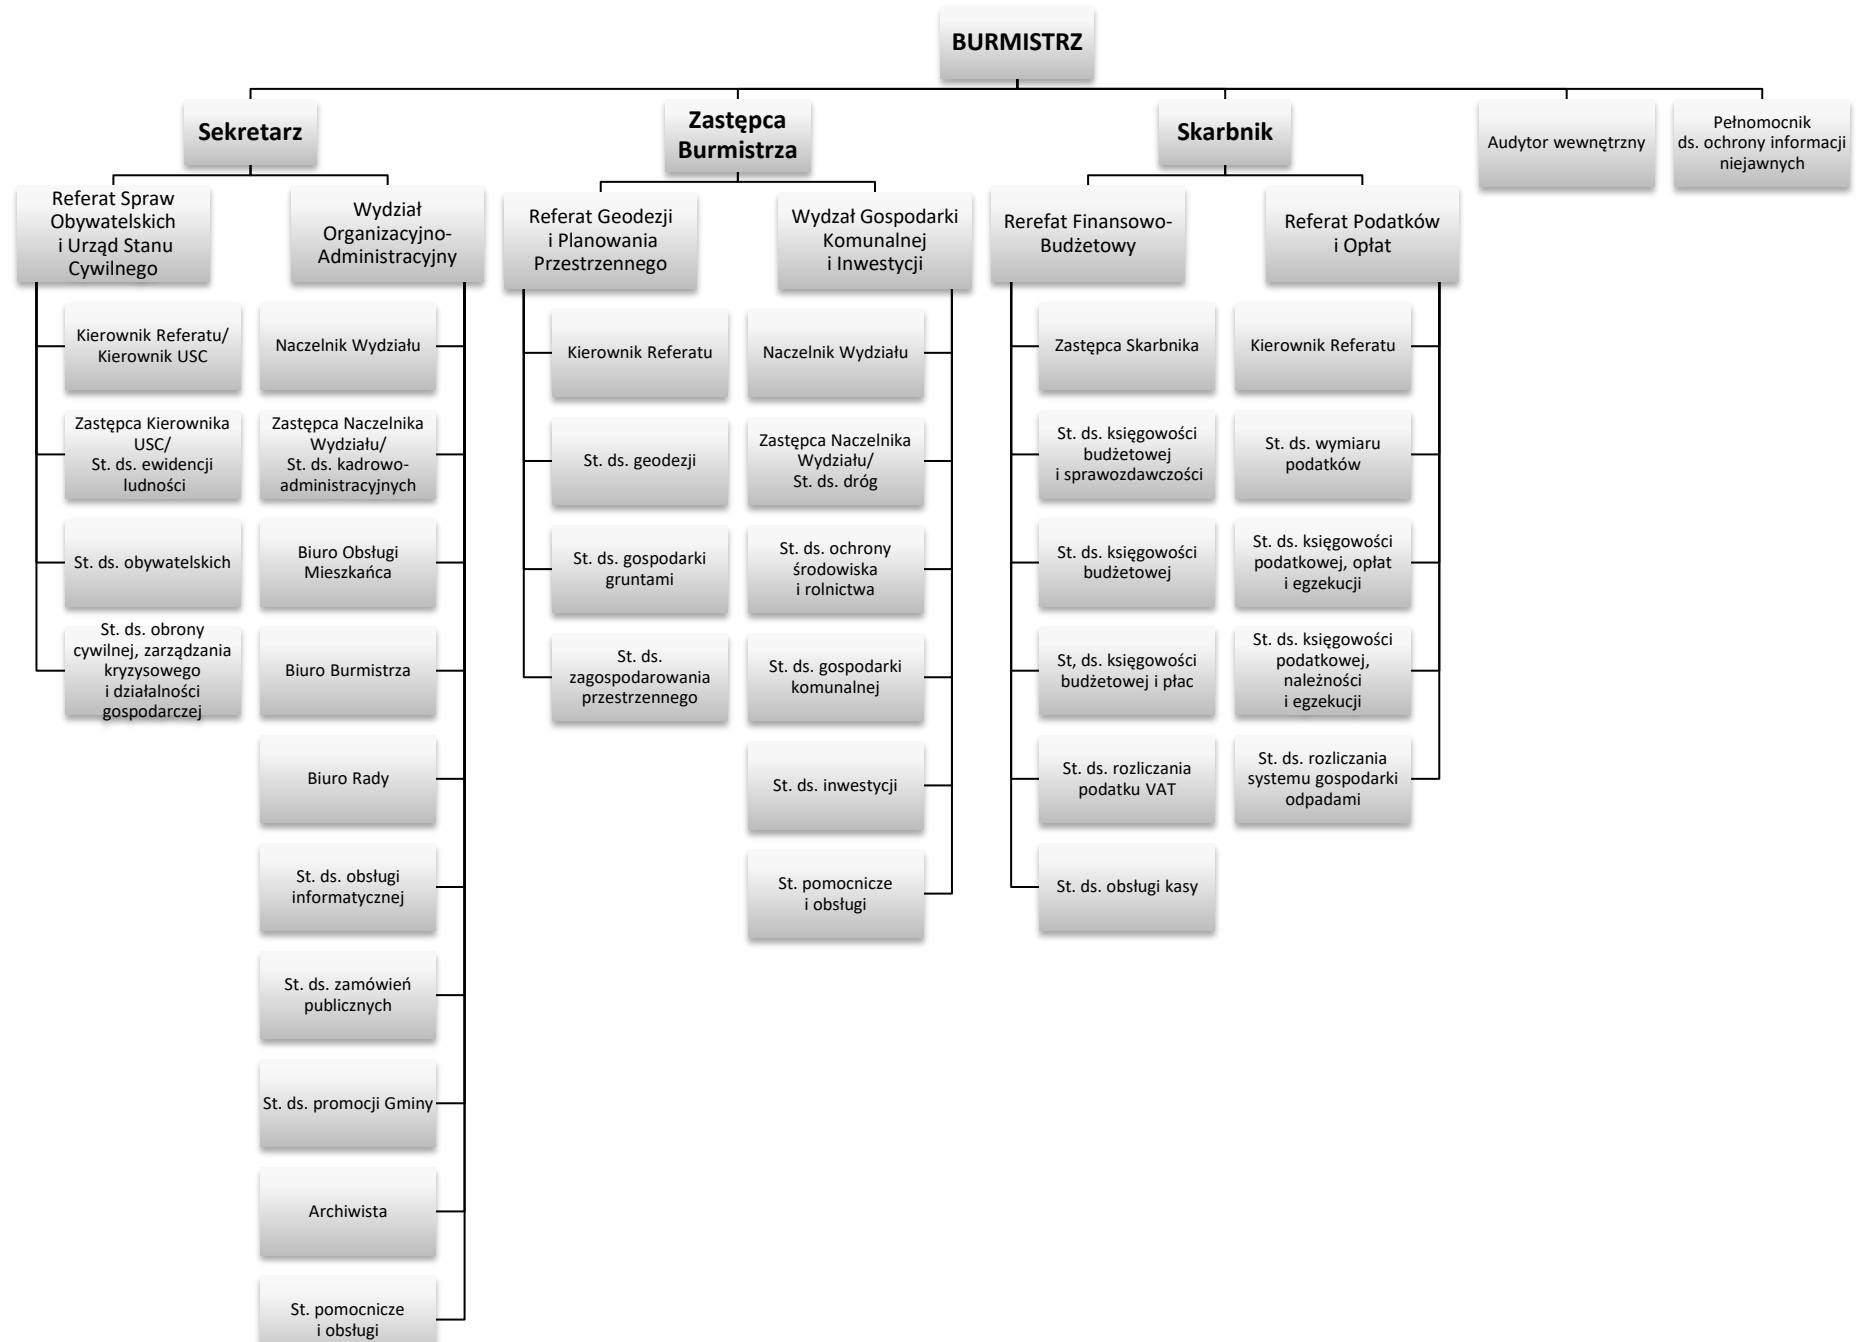 BURMISTRZ
Sekretarz
Zastępca
Burmistrza
Skarbnik
Audytor wewnętrzny
Pełnomocnik
ds. ochrony informacji
niejawnych
Referat Spraw
Obywatelskich
i Urząd Stanu
Cywilnego
Wydział
Organizacyjno-
Administracyjny
Referat Geodezji
i Planowania
Przestrzennego
Wydzał Gospodarki
Komunalnej
i Inwestycji
Rerefat Finansowo-
Budżetowy
Referat Podatków
i Opłat
Kierownik Referatu/
Kierownik USC
Zastępca Kierownika
USC/
St. ds. ewidencji
ludności
St. ds. obywatelskich
St. ds. obrony
cywilnej, zarządzania
kryzysowego
i działalności
gospodarczej
Naczelnik Wydziału
Zastępca Naczelnika
Wydziału/
St. ds. kadrowo-
administracyjnych
Biuro Obsługi
Mieszkańca
Biuro Burmistrza
Biuro Rady
St. ds. obsługi
informatycznej
St. ds. zamówień
publicznych
St. ds. promocji Gminy
Archiwista
St. pomocnicze
i obsługi
Kierownik Referatu
St. ds. geodezji
St. ds. gospodarki
gruntami
St. ds.
zagospodarowania
przestrzennego
Naczelnik Wydziału
Zastępca Naczelnika
Wydziału/
St. ds. dróg
St. ds. ochrony
środowiska
i rolnictwa
St. ds. gospodarki
komunalnej
St. ds. inwestycji
St. pomocnicze
i obsługi
Zastępca Skarbnika
St. ds. księgowości
budżetowej
i sprawozdawczości
St. ds. księgowości
budżetowej
St, ds. księgowości
budżetowej i płac
St. ds. rozliczania
podatku VAT
St. ds. obsługi kasy
Kierownik Referatu
St. ds. wymiaru
podatków
St. ds. księgowości
podatkowej, opłat
i egzekucji
St. ds. księgowości
podatkowej,
należności
i egzekucji
St. ds. rozliczania
systemu gospodarki
odpadami